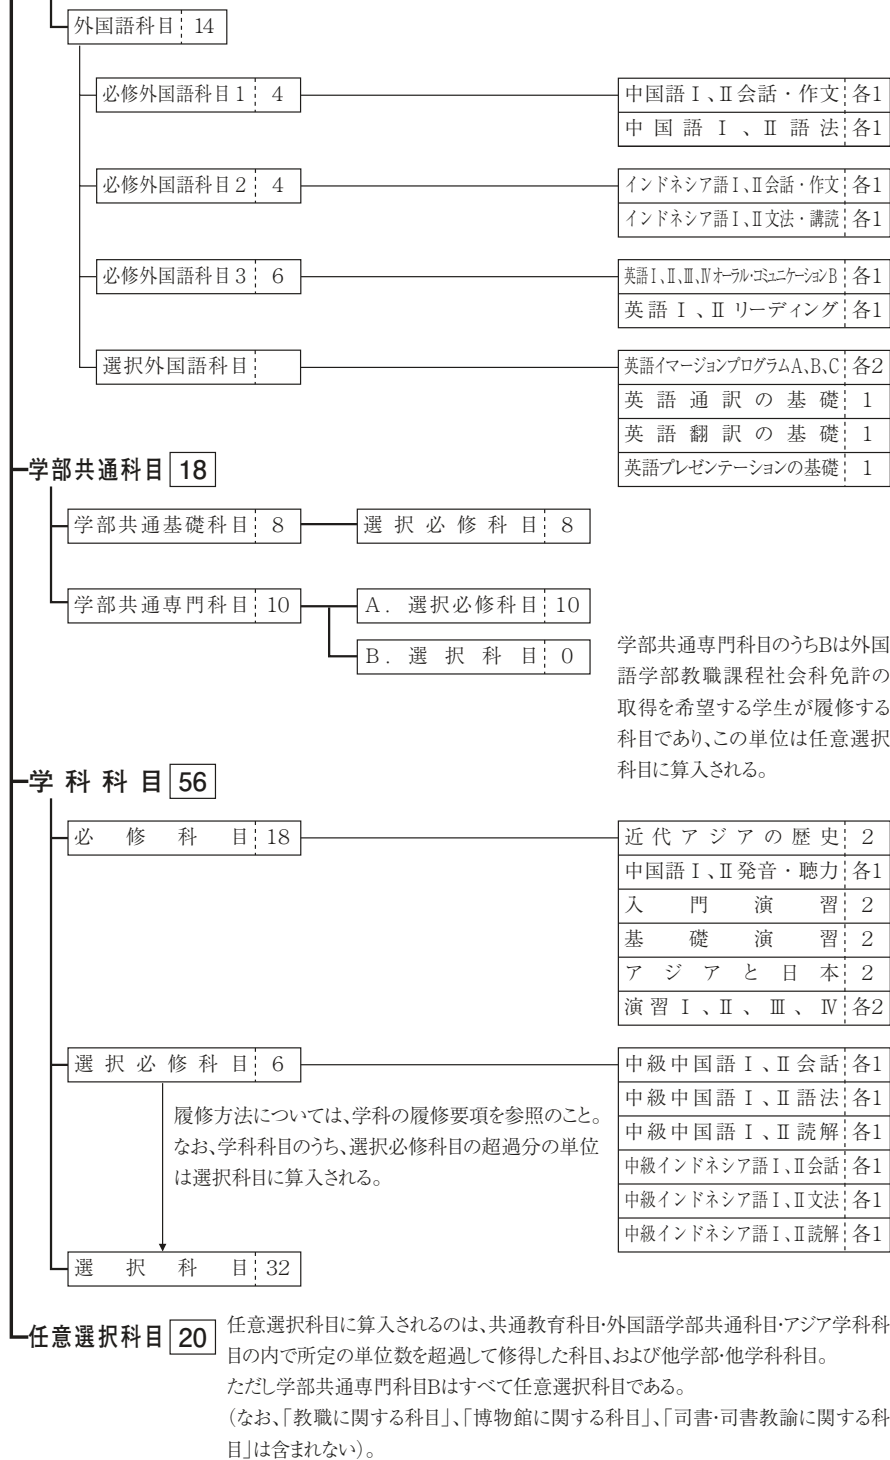 外国語科目 14
必修外国語科目1 4
中国語Ⅰ、Ⅱ会話・作文 各1
中国語Ⅰ、Ⅱ語法 各1
必修外国語科目2 4
インドネシア語Ⅰ、Ⅱ会話・作文 各1
インドネシア語Ⅰ、Ⅱ文法・講読 各1
必修外国語科目3 6
英語Ⅰ、Ⅱ、Ⅲ、Ⅳオーラル・コミュニケーションB 各1
英語Ⅰ、Ⅱリーディング 各1
選択外国語科目
英語イマージョンプログラムA、B、C 各2
英語通訳の基礎 1
英語翻訳の基礎 1
英語プレゼンテーションの基礎 1
学部共通科目 18
学部共通基礎科目 8
選択必修科目 8
学部共通専門科目 10
A．選択必修科目 10
B．選択科目 0
学部共通専門科目のうちBは外国
語学部教職課程社会科免許の
取得を希望する学生が履修する
科目であり、この単位は任意選択
科目に算入される。
学科科目 56
必修科目 18
近代アジアの歴史 2
中国語Ⅰ、Ⅱ発音・聴力 各1
入門演習 2
基礎演習 2
アジアと日本 2
演習Ⅰ、Ⅱ、Ⅲ、Ⅳ 各2
選択必修科目 6
中級中国語Ⅰ、Ⅱ会話 各1
中級中国語Ⅰ、Ⅱ語法 各1
中級中国語Ⅰ、Ⅱ読解 各1
中級インドネシア語Ⅰ、Ⅱ会話 各1
中級インドネシア語Ⅰ、Ⅱ文法 各1
中級インドネシア語Ⅰ、Ⅱ読解 各1
履修方法については、学科の履修要項を参照のこと。
なお、学科科目のうち、選択必修科目の超過分の単位
は選択科目に算入される。
選択科目 32
任意選択科目 20
任意選択科目に算入されるのは、共通教育科目・外国語学部共通科目・アジア学科科
目の内で所定の単位数を超過して修得した科目、および他学部・他学科科目。
ただし学部共通専門科目Bはすべて任意選択科目である。
（なお、「教職に関する科目」、「博物館に関する科目」、「司書・司書教諭に関する科
目」は含まれない）。